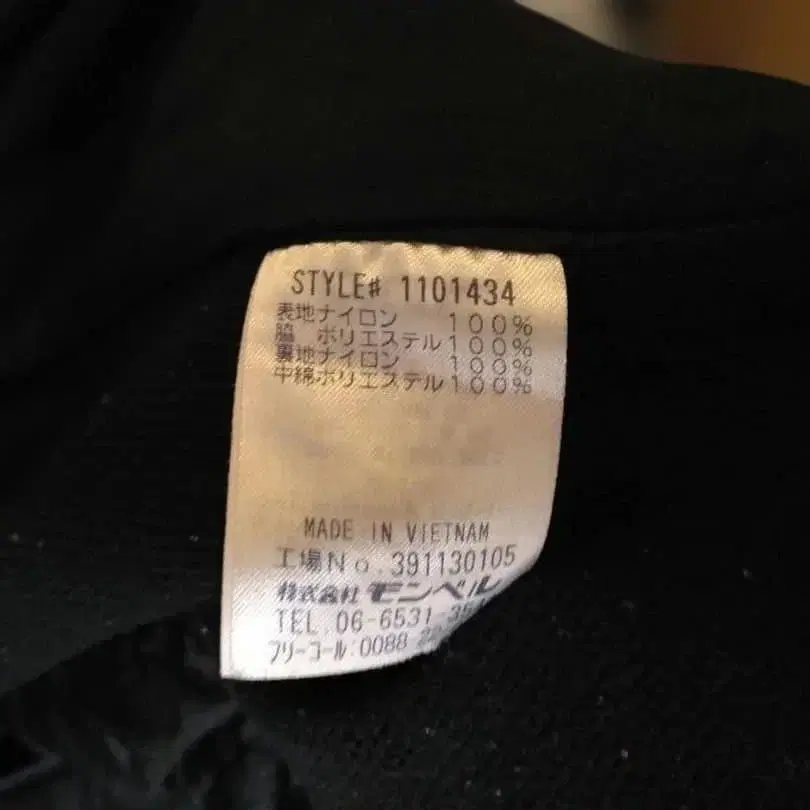 STYLE# 1101434
表地ナイロン 100%
脇 ポリエステル100%
裏地ナイロン 100%
中綿ポリエステル100%
MADE IN VIETNAM
工場No.391130105
株式会社モンベル
TEL.06-6531-35
フリーコール:0088 22